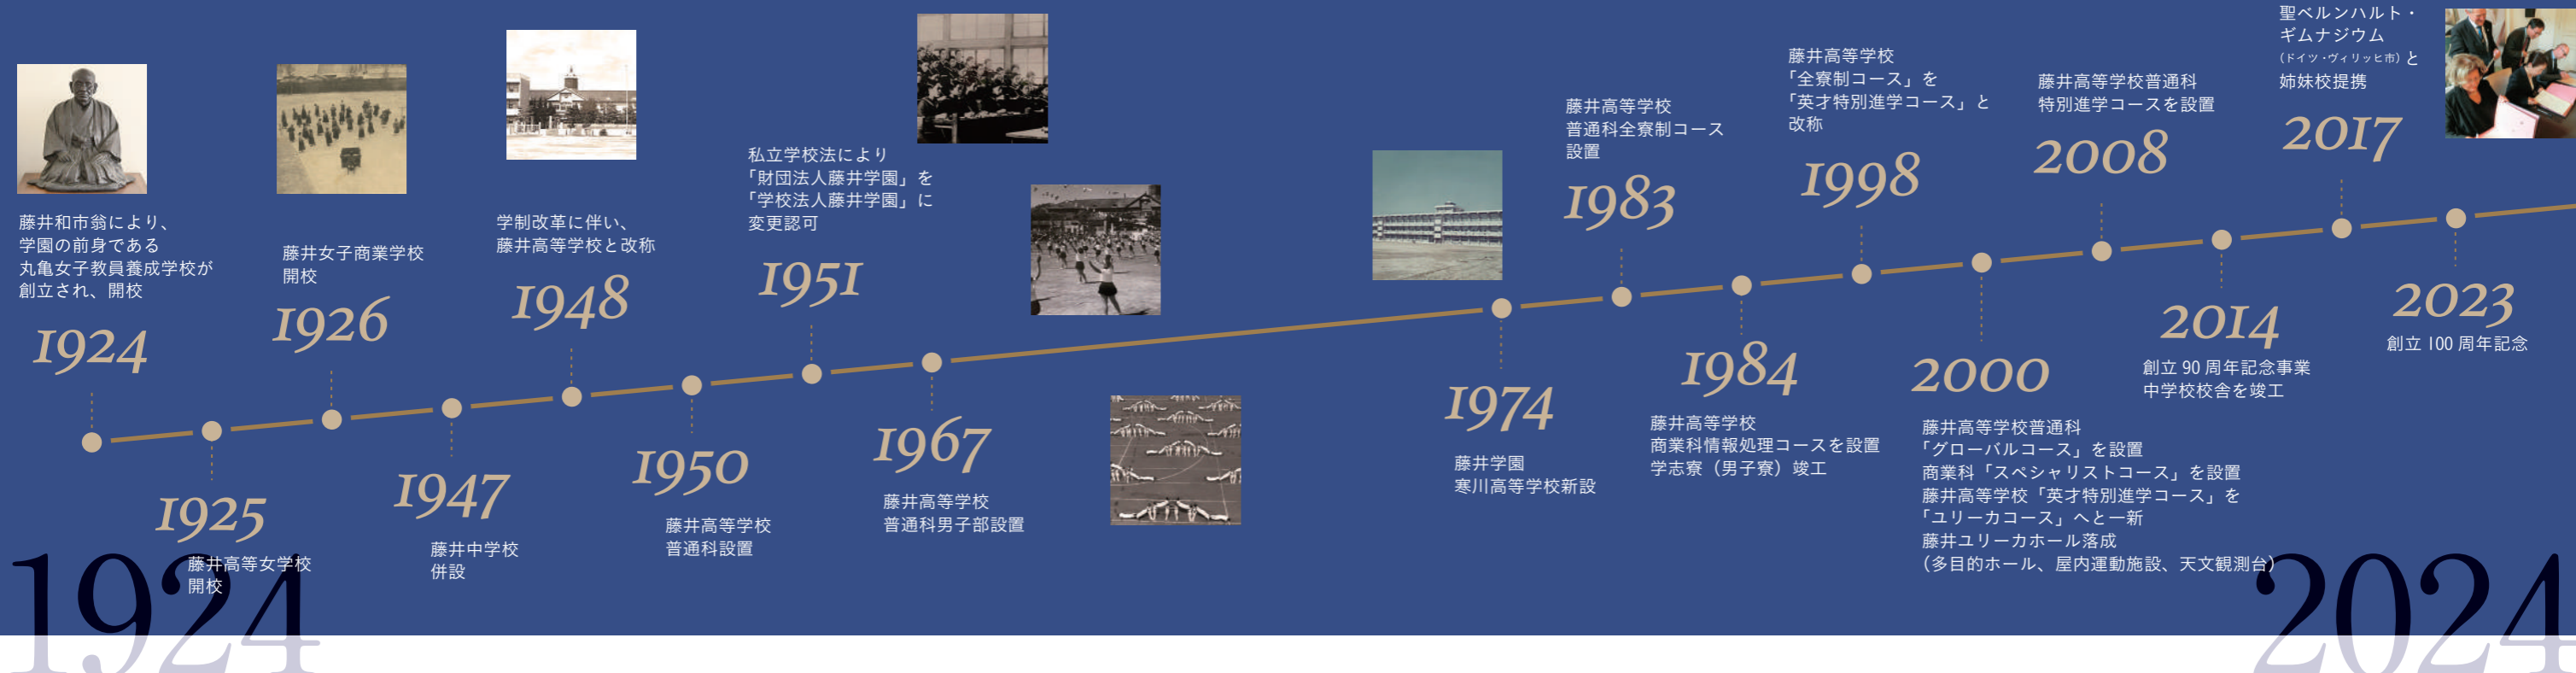 藤井和市翁により、
学園の前身である
丸亀女子教員養成学校が
創立され、開校
1924
1925
藤井高等女学校
開校
藤井女子商業学校
開校
1926
1947
藤井中学校
併設
学制改革に伴い、
藤井高等学校と改称
1948
1950
藤井高等学校
普通科設置
私立学校法により
「財団法人藤井学園」を
「学校法人藤井学園」に
変更認可
1951
1967
藤井高等学校
普通科男子部設置
1974
藤井学園
寒川高等学校新設
藤井高等学校
普通科全寮制コース
設置
1983
1984
藤井高等学校
商業科情報処理コースを設置
学志寮（男子寮）竣工
藤井高等学校
「全寮制コース」を
「英才特別進学コース」と
改称
1998
2000
藤井高等学校普通科
「グローバルコース」を設置
商業科「スペシャリストコース」を設置
藤井高等学校「英才特別進学コース」を
「ユリーカコース」へと一新
藤井ユリーカホール落成
（多目的ホール、屋内運動施設、天文観測台）
藤井高等学校普通科
特別進学コースを設置
2008
2014
創立 90 周年記念事業
中学校校舎を竣工
聖ベルンハルト・
ギムナジウム
（ドイツ・ヴィリッヒ市）と
姉妹校提携
2017
2023
創立 100 周年記念
1924
2024